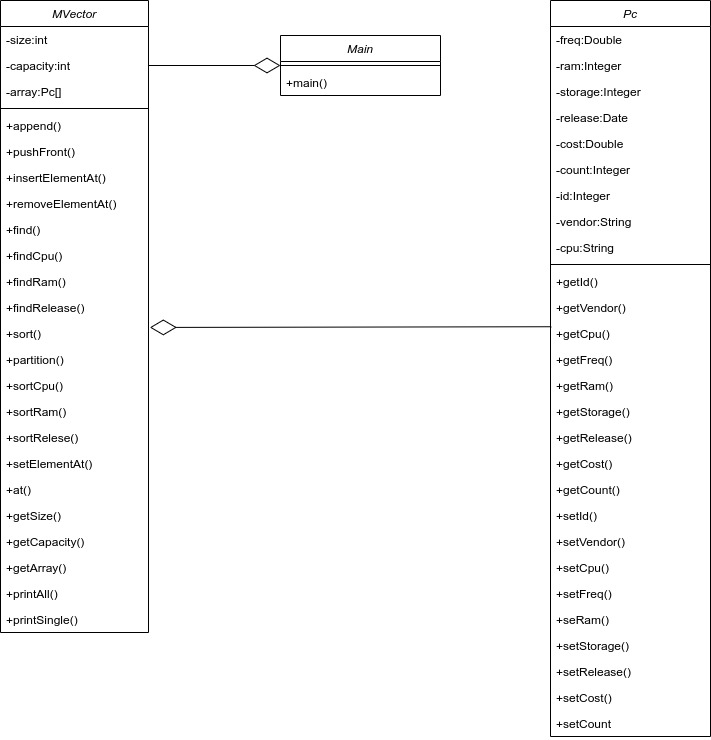 MVector
-size:int
-capacity:int
-array:Pc[]
+append()
+pushFront()
+insertElementAt()
+removeElementAt()
+find()
+findCpu()
+findRam()
+findRelease()
+sort()
+partition()
+sortCpu()
+sortRam()
+sortRelese()
+setElementAt()
+at()
+getSize()
+getCapacity()
+getArray()
+printAll()
+printSingle()
Main
+main()
Pc
-freq:Double
-ram:Integer
-storage:Integer
-release:Date
-cost:Double
-count:Integer
-id:Integer
-vendor:String
-cpu:String
+getId()
+getVendor()
+getCpu()
+getFreq()
+getRam()
+getStorage()
+getRelease()
+getCost()
+getCount()
+setId()
+setVendor()
+setCpu()
+setFreq()
+seRam()
+setStorage()
+setRelease()
+setCost()
+setCount